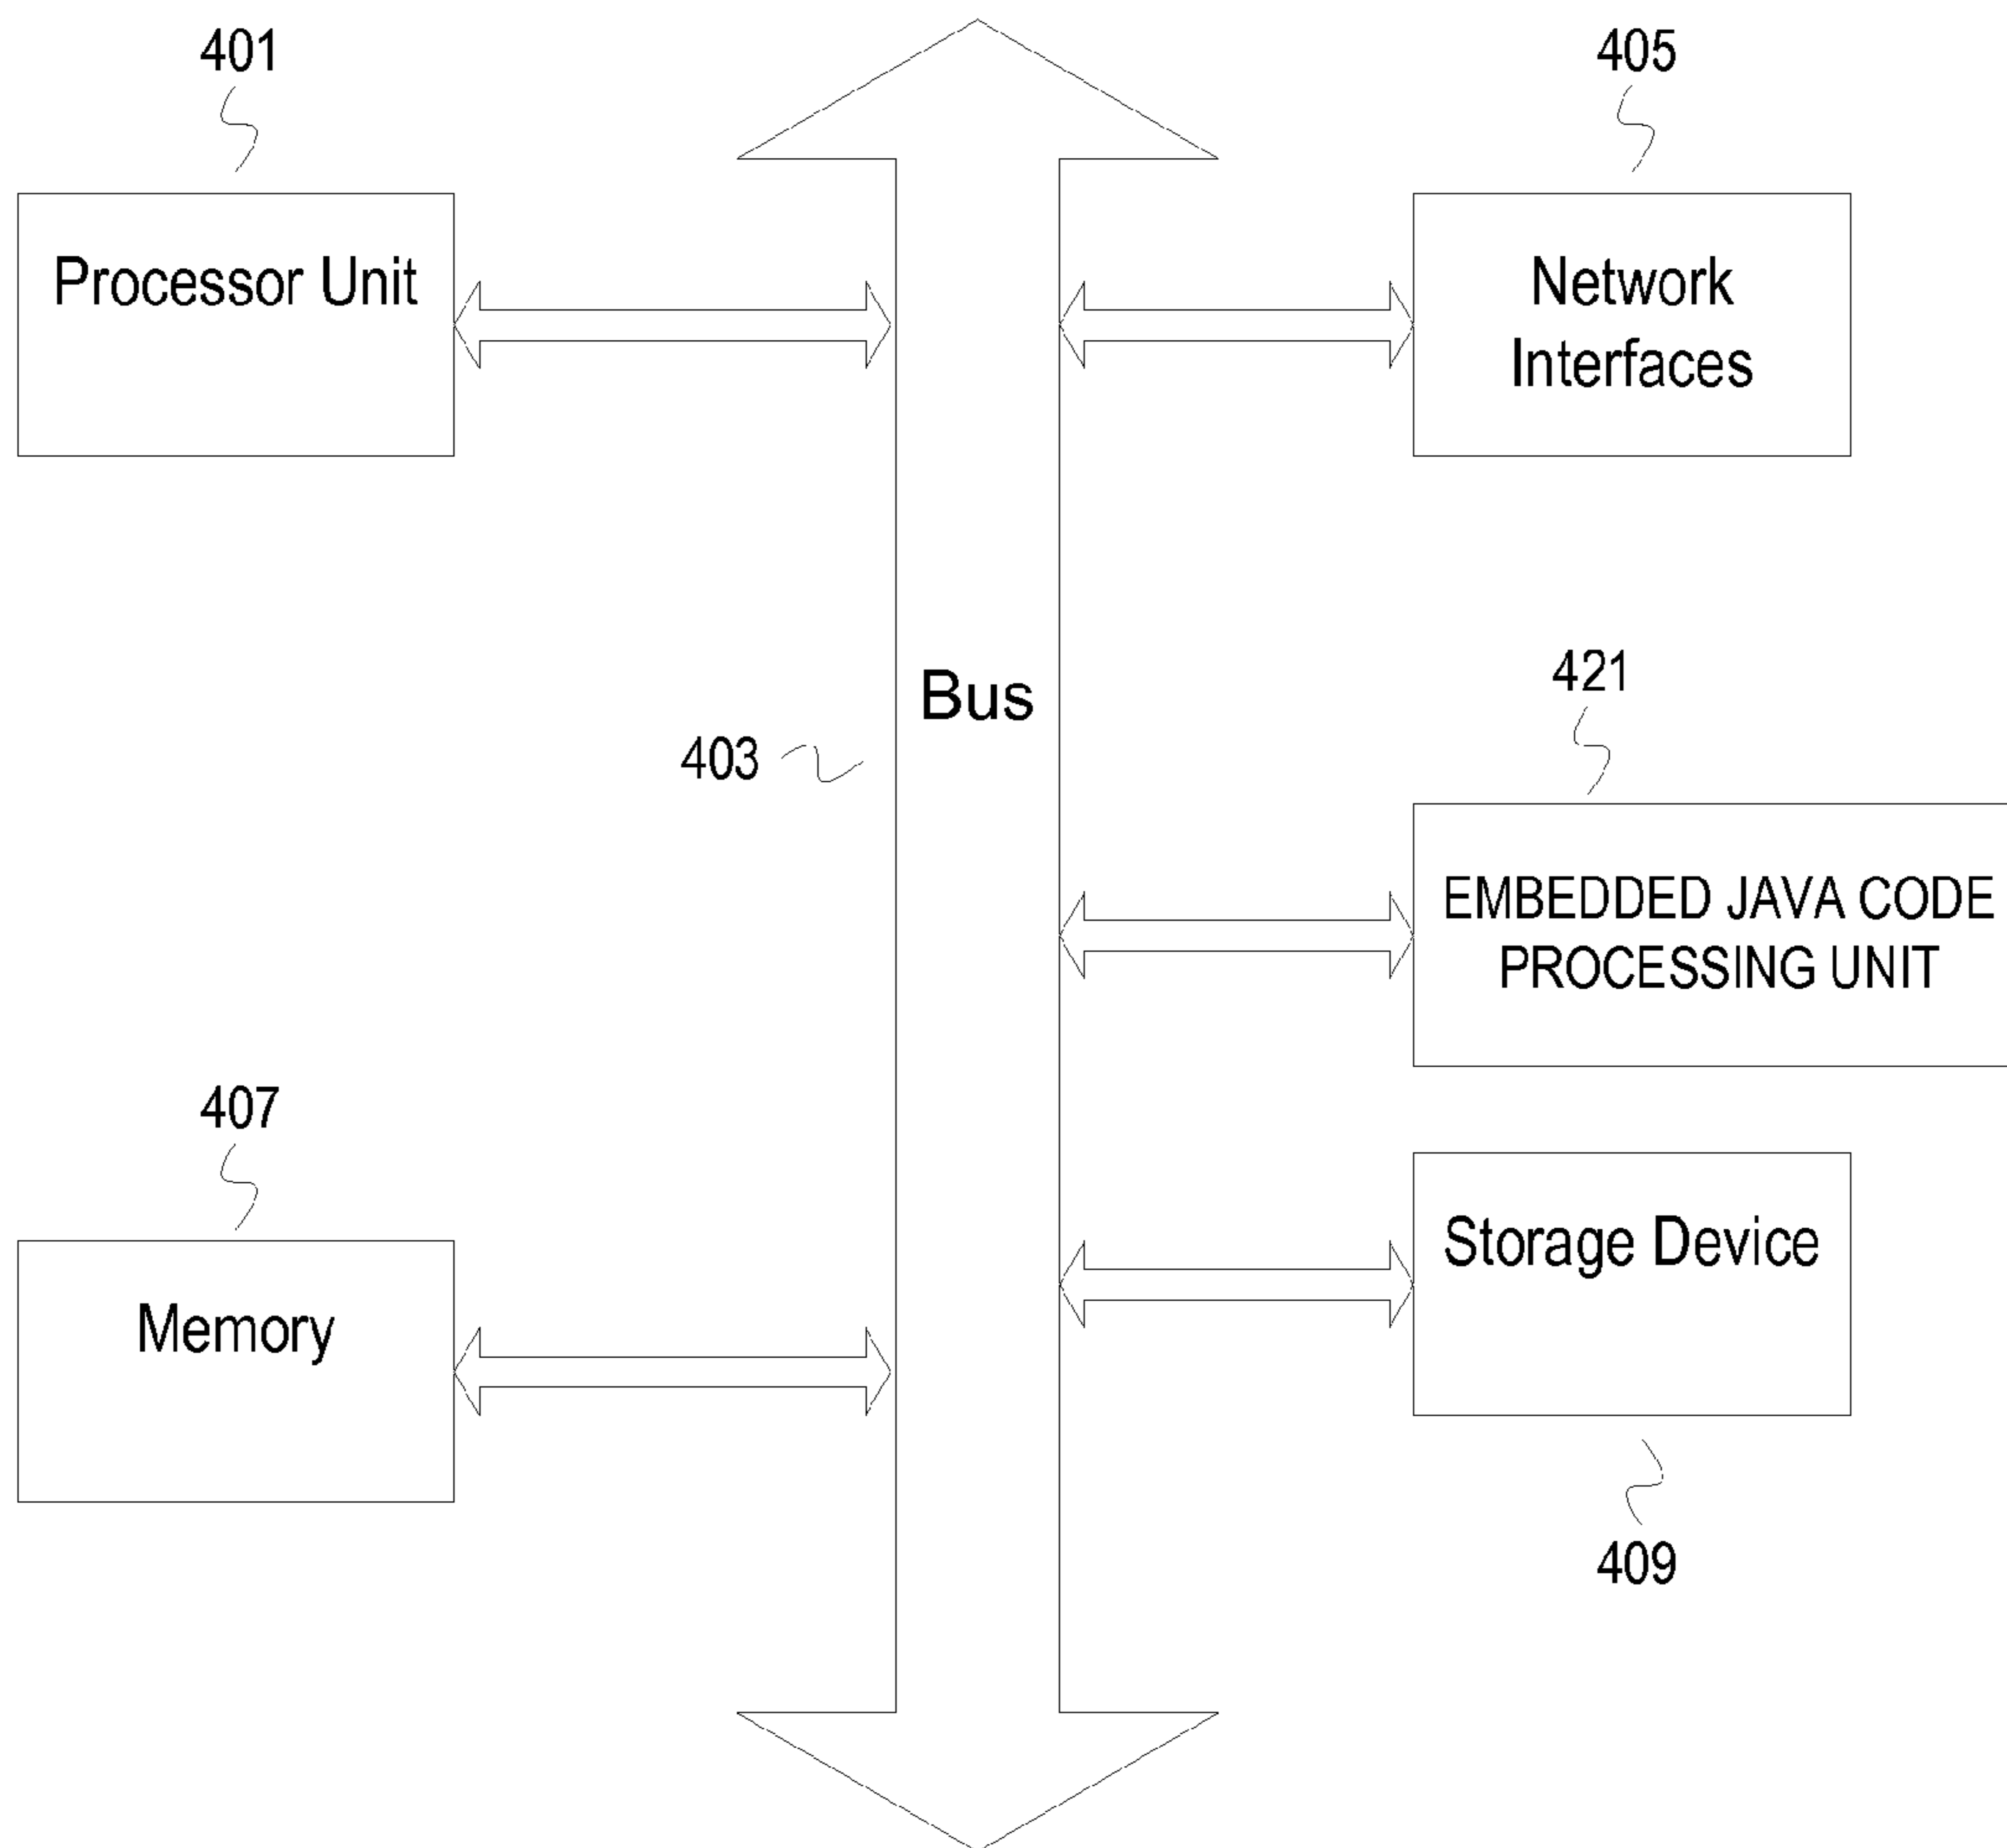 401
405
Processor Unit
Network
Interfaces
421
Bus
403
EMBEDDED JAVA CODE
PROCESSING UNIT
407
Storage Device
Memory
409